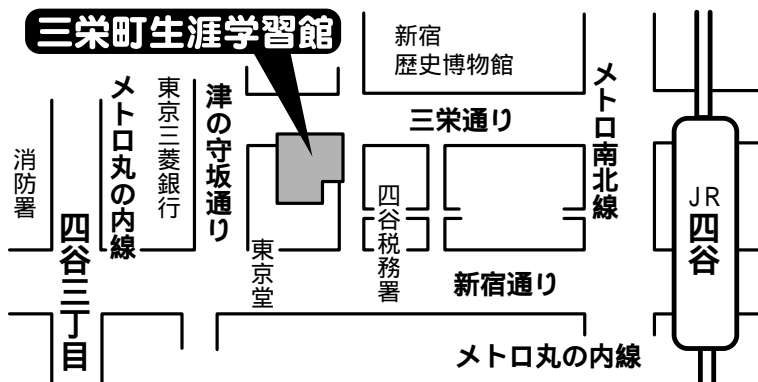 三栄町生涯学習館
新宿
歴史博物館
メトロ丸の内線
東京三菱銀行
津の守坂通り
三栄通り
メトロ南北線
消防署
四谷三丁目
東京堂
四谷税務署
新宿通り
JR
四谷
メトロ丸の内線